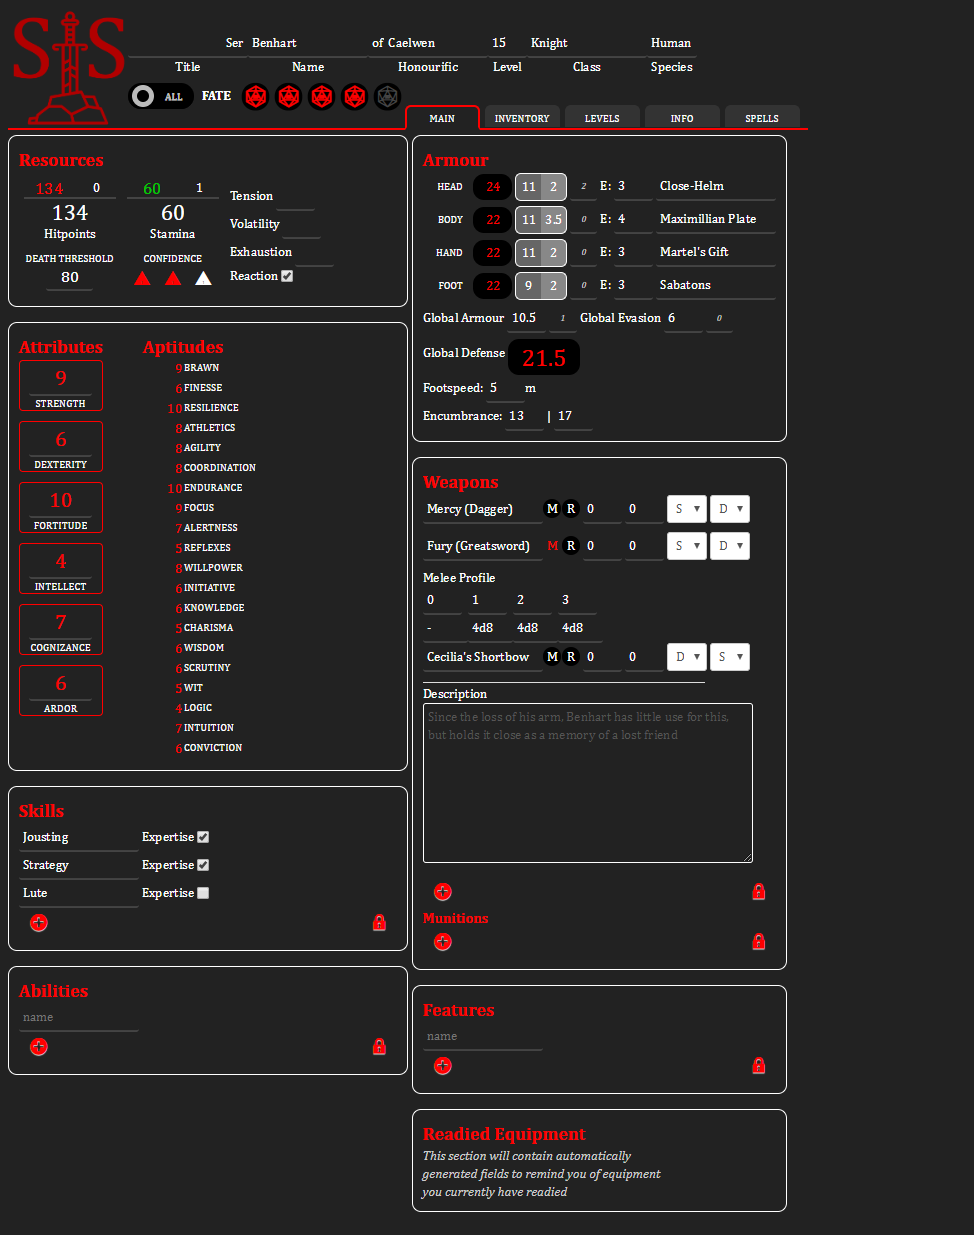 SIS
Ser Benhart of Caelwen 15 Knight Human
Title Name Honourific Level Class Species
ALL FATE
MAIN INVENTORY LEVELS INFO SPELLS
Resources
134 0 60 1
134 60
Hitpoints Stamina
DEATH THRESHOLD CONFIDENCE
80
Tension
Volatility
Exhaustion
Reaction
Attributes
9
STRENGTH
6
DEXTERITY
10
FORTITUDE
4
INTELLECT
7
COGNIZANCE
6
ARDOR
Aptitudes
9 BRAWN
6 FINESSE
10 RESILIENCE
8 ATHLETICS
8 AGILITY
8 COORDINATION
10 ENDURANCE
9 FOCUS
7 ALERTNESS
5 REFLEXES
8 WILLPOWER
6 INITIATIVE
6 KNOWLEDGE
5 CHARISMA
6 WISDOM
6 SCRUTINY
5 WIT
4 LOGIC
7 INTUITION
6 CONVICTION
Skills
Jousting Expertise
Strategy Expertise
Lute Expertise
Abilities
name
Armour
HEAD 24 11 2 2 E: 3 Close-Helm
BODY 22 11 3.5 0 E: 4 Maximillian Plate
HAND 22 11 2 0 E: 3 Martel's Gift
FOOT 22 9 2 0 E: 3 Sabatons
Global Armour 10.5 1 Global Evasion 6 0
Global Defense 21.5
Footspeed: 5 m
Encumbrance: 13 | 17
Weapons
Mercy (Dagger) M R 0 0 S D
Fury (Greatsword) M R 0 0 S D
Melee Profile
0 1 2 3
- 4d8 4d8 4d8
Cecilia's Shortbow M R 0 0 D S
Description
Since the loss of his arm, Benhart has little use for this,
but holds it close as a memory of a lost friend
Munitions
Features
name
Readied Equipment
This section will contain automatically
generated fields to remind you of equipment
you currently have readied